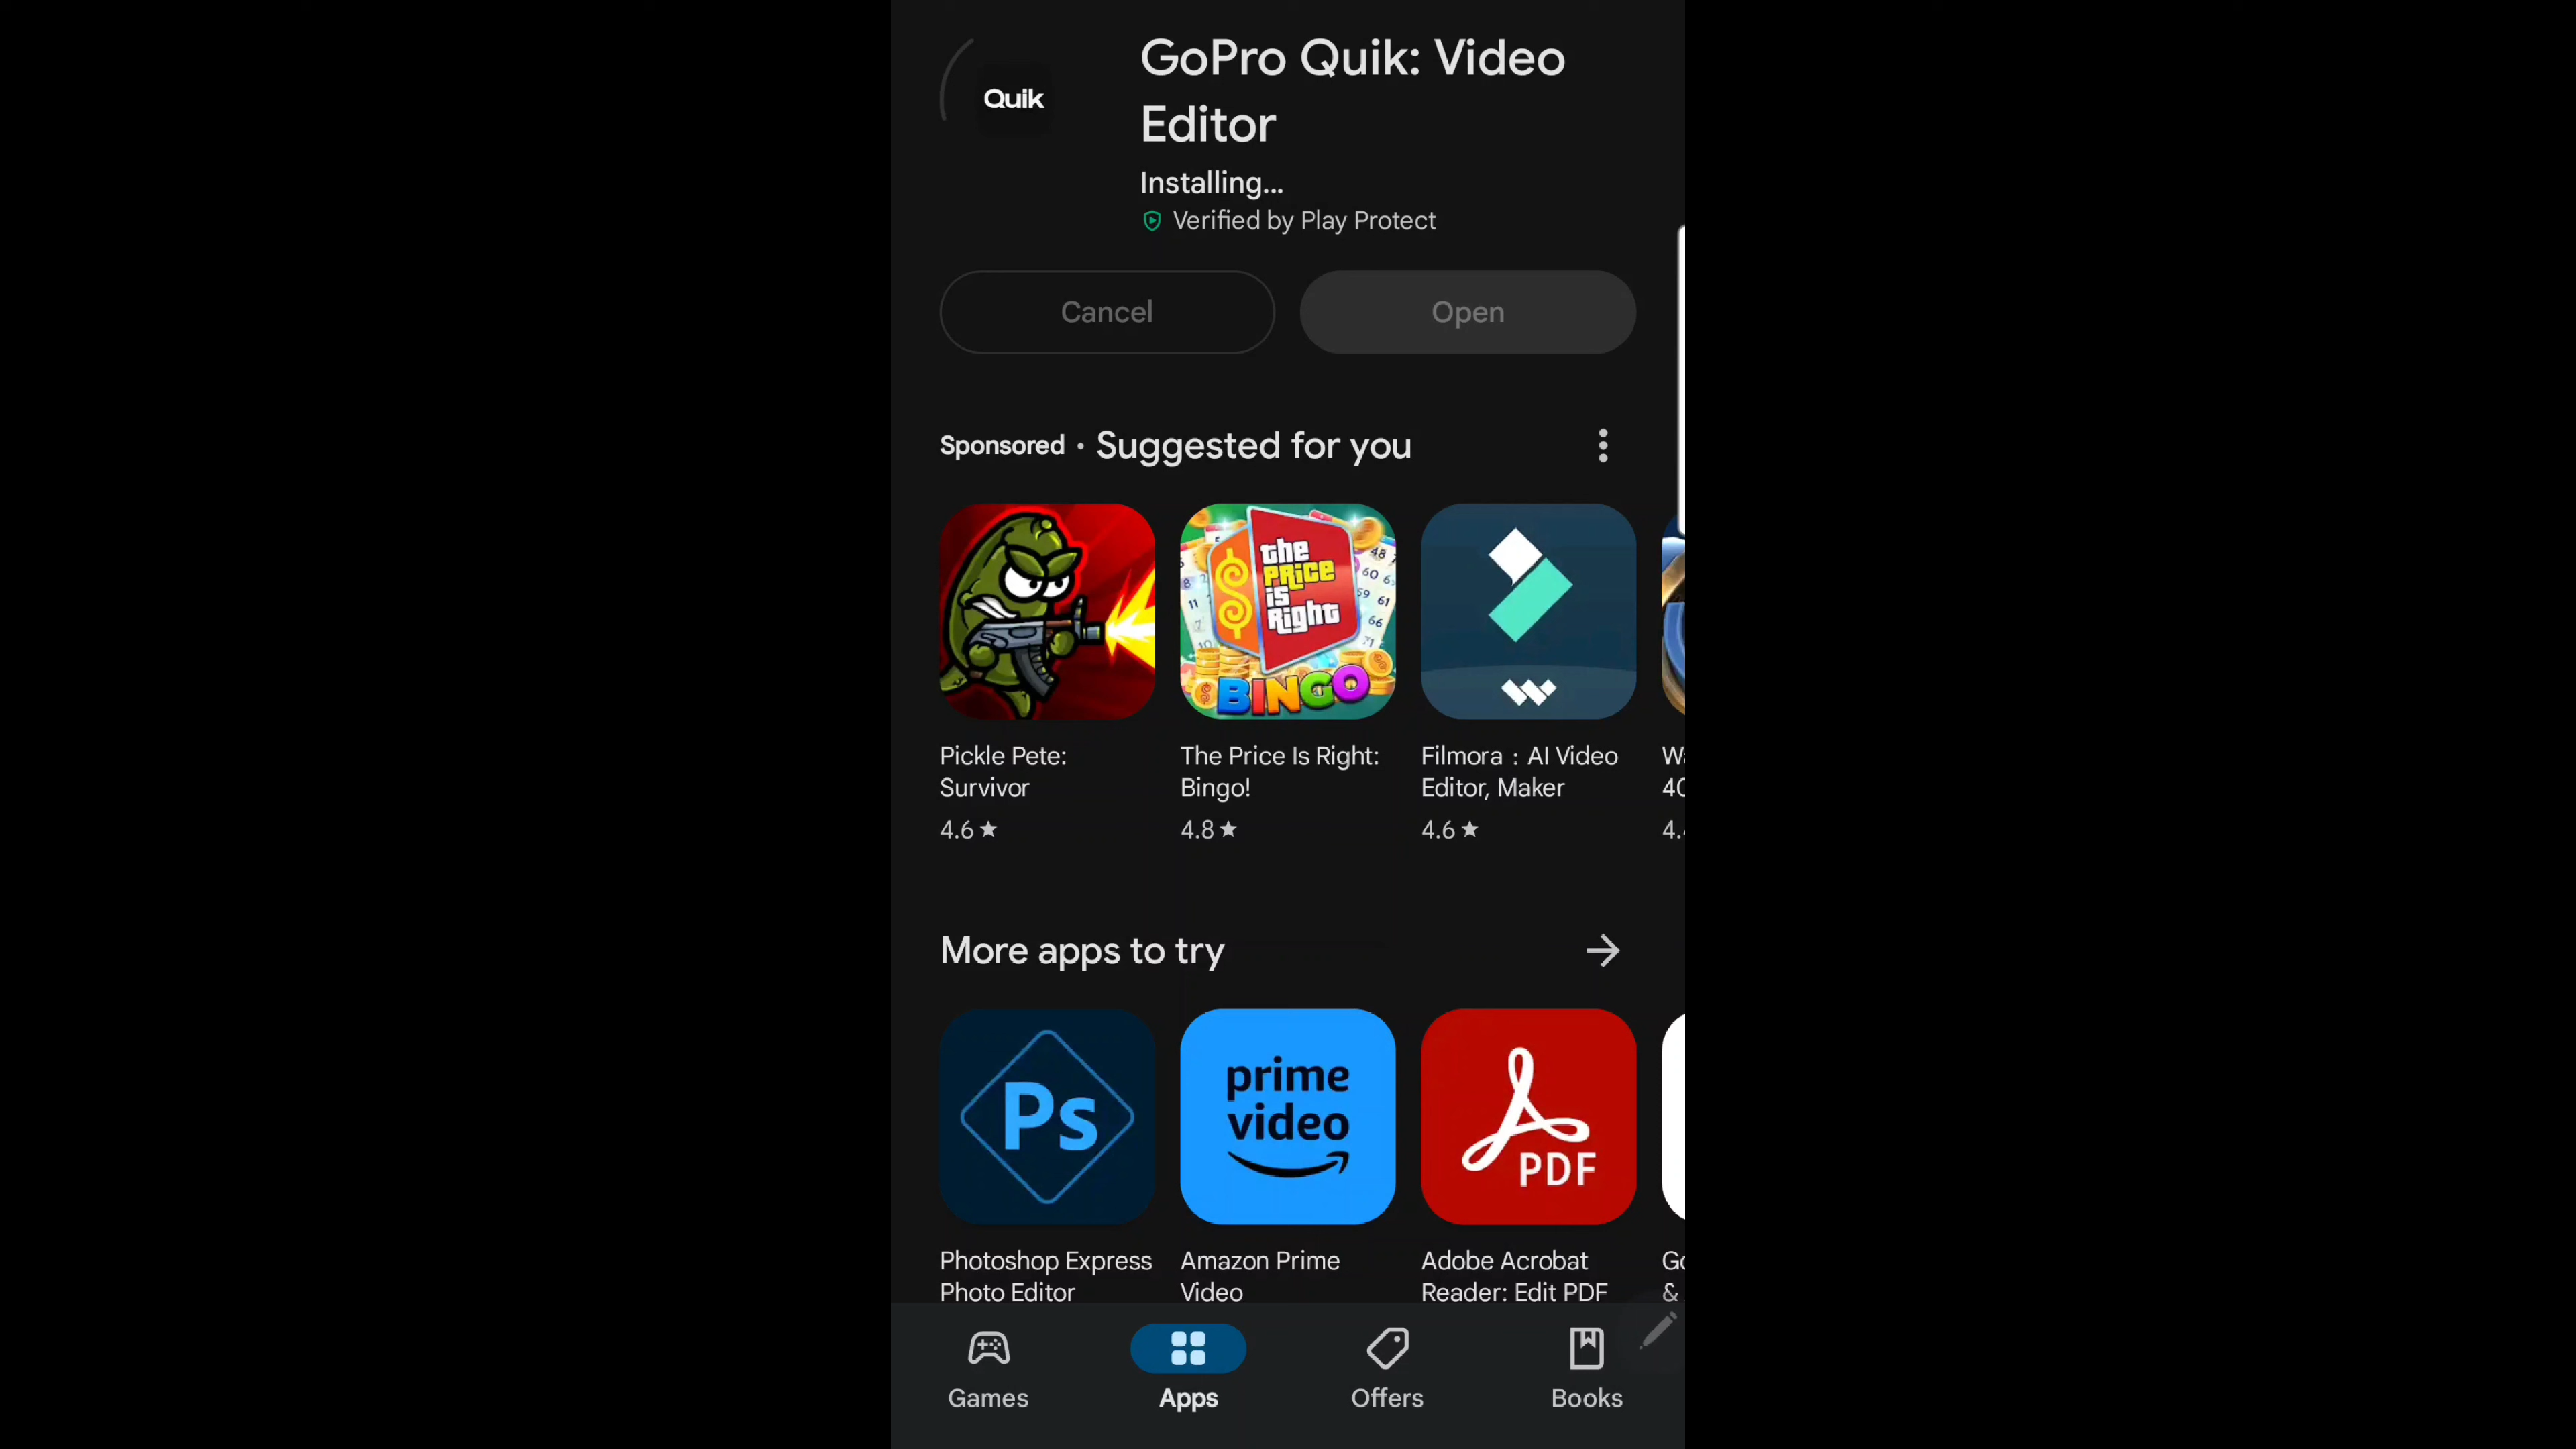 Quik
GoPro Quik: Video
Editor
Installing...
Verified by Play Protect
Cancel
Open
Sponsored • Suggested for you
the
PRiCe
is
Right
BINGO
Pickle Pete:
Survivor
4.6 ★
The Price Is Right:
Bingo!
4.8 ★
Filmora : AI Video
Editor, Maker
4.6 ★
More apps to try
Ps
prime
video
PDF
Photoshop Express
Photo Editor
Amazon Prime
Video
Adobe Acrobat
Reader: Edit PDF
&
Games
Apps
Offers
Books